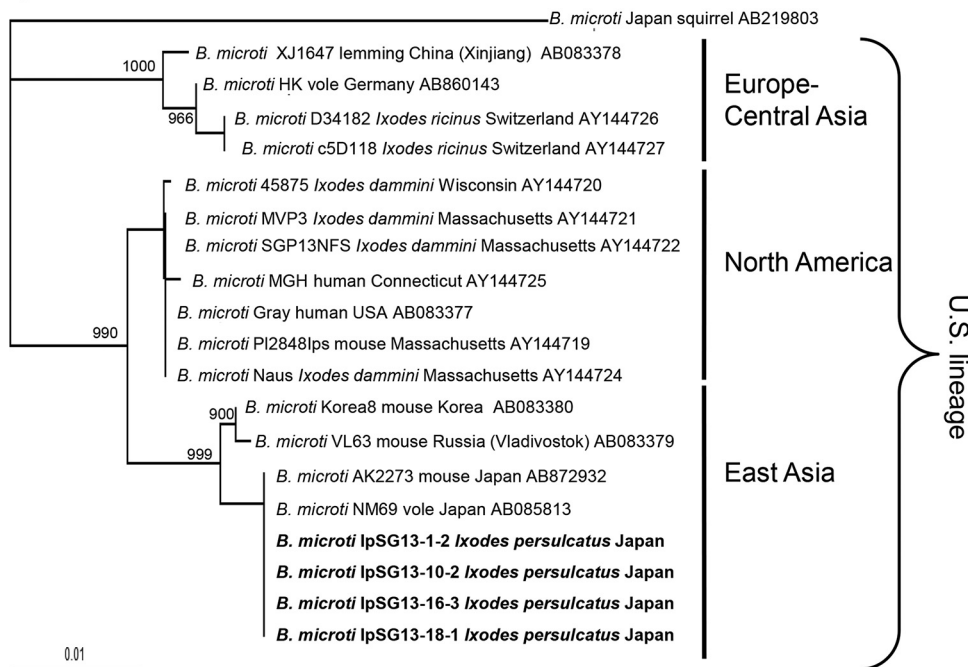 B. microti Japan squirrel AB219803
B. microti XJ1647 lemming China (Xinjiang) AB083378
1000
B. microti HK vole Germany AB860143
966
B. microti D34182 Ixodes ricinus Switzerland AY144726
B. microti c5D118 Ixodes ricinus Switzerland AY144727
Europe-
Central Asia
B. microti 45875 Ixodes dammini Wisconsin AY144720
B. microti MVP3 Ixodes dammini Massachusetts AY144721
B. microti SGP13NFS Ixodes dammini Massachusetts AY144722
B. microti MGH human Connecticut AY144725
B. microti Gray human USA AB083377
990
B. microti PI2848Ips mouse Massachusetts AY144719
B. microti Naus Ixodes dammini Massachusetts AY144724
North America
900
B. microti Korea8 mouse Korea AB083380
B. microti VL63 mouse Russia (Vladivostok) AB083379
999
B. microti AK2273 mouse Japan AB872932
B. microti NM69 vole Japan AB085813
B. microti IpSG13-1-2 Ixodes persulcatus Japan
B. microti IpSG13-10-2 Ixodes persulcatus Japan
B. microti IpSG13-16-3 Ixodes persulcatus Japan
B. microti IpSG13-18-1 Ixodes persulcatus Japan
East Asia
U.S. lineage
0.01